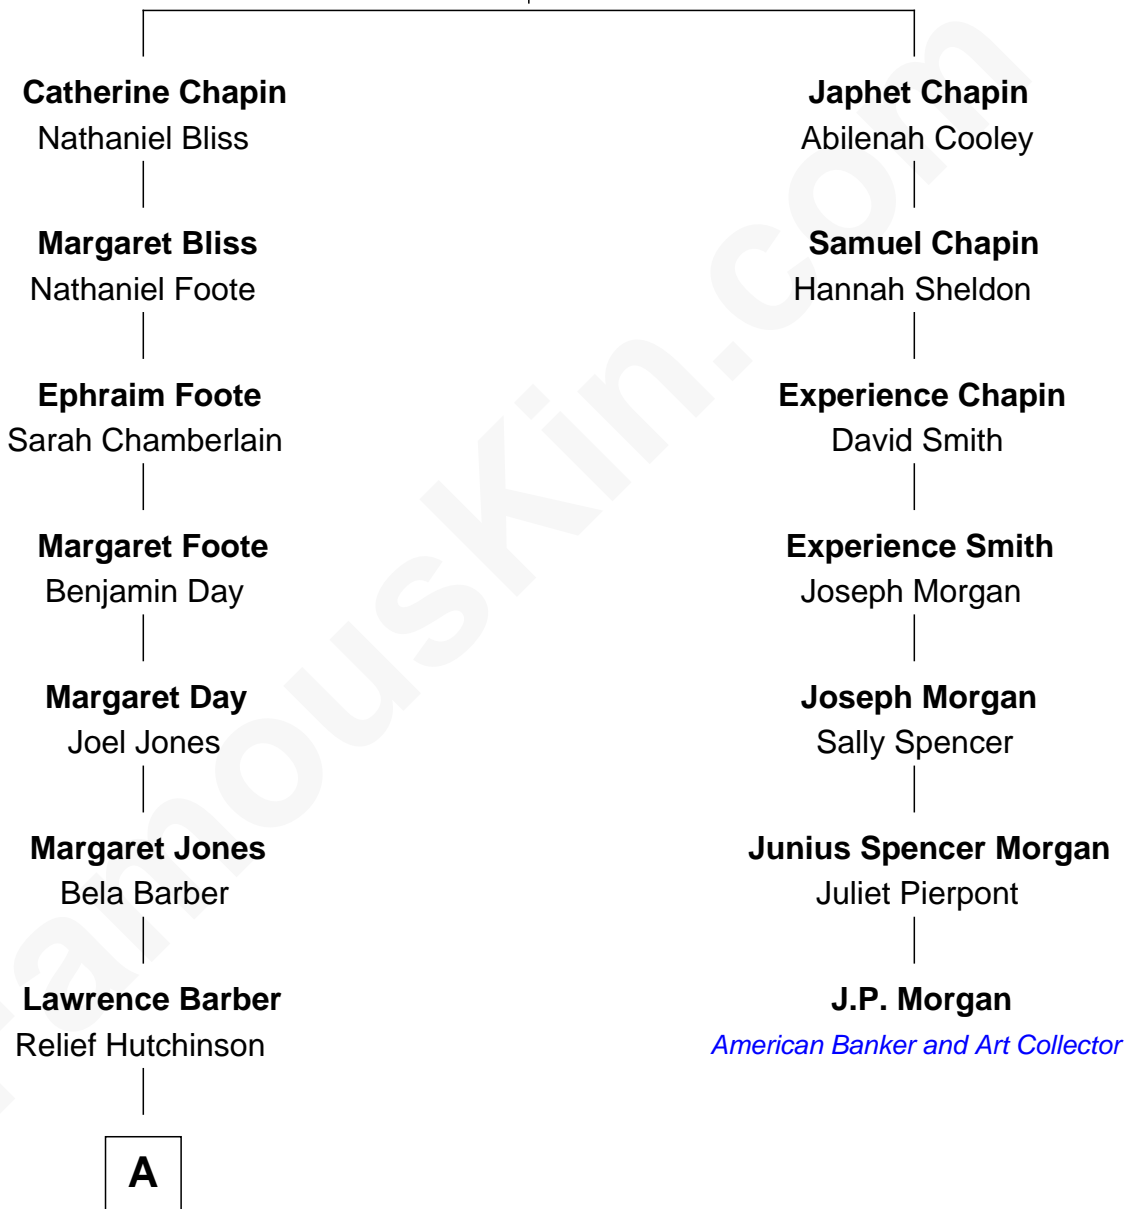 Catherine Chapin
Nathaniel Bliss
Margaret Bliss
Nathaniel Foote
Ephraim Foote
Sarah Chamberlain
Margaret Foote
Benjamin Day
Margaret Day
Joel Jones
Margaret Jones
Bela Barber
Lawrence Barber
Relief Hutchinson
A
Japhet Chapin
Abilenah Cooley
Samuel Chapin
Hannah Sheldon
Experience Chapin
David Smith
Experience Smith
Joseph Morgan
Joseph Morgan
Sally Spencer
Junius Spencer Morgan
Juliet Pierpont
J.P. Morgan
American Banker and Art Collector
FamousKin.com